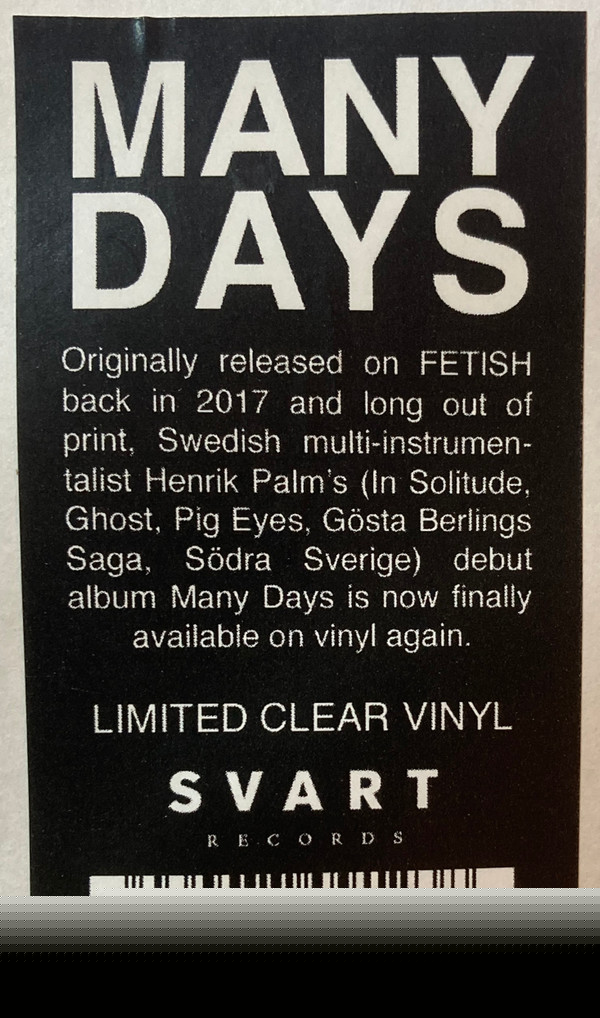 MANY
DAYS
Originally released on FETISH
back in 2017 and long out of
print, Swedish multi-instrumen-
talist Henrik Palm's (In Solitude,
Ghost, Pig Eyes, Gösta Berlings
Saga, Södra Sverige) debut
album Many Days is now finally
available on vinyl again.
LIMITED CLEAR VINYL
SVART
RECORDS